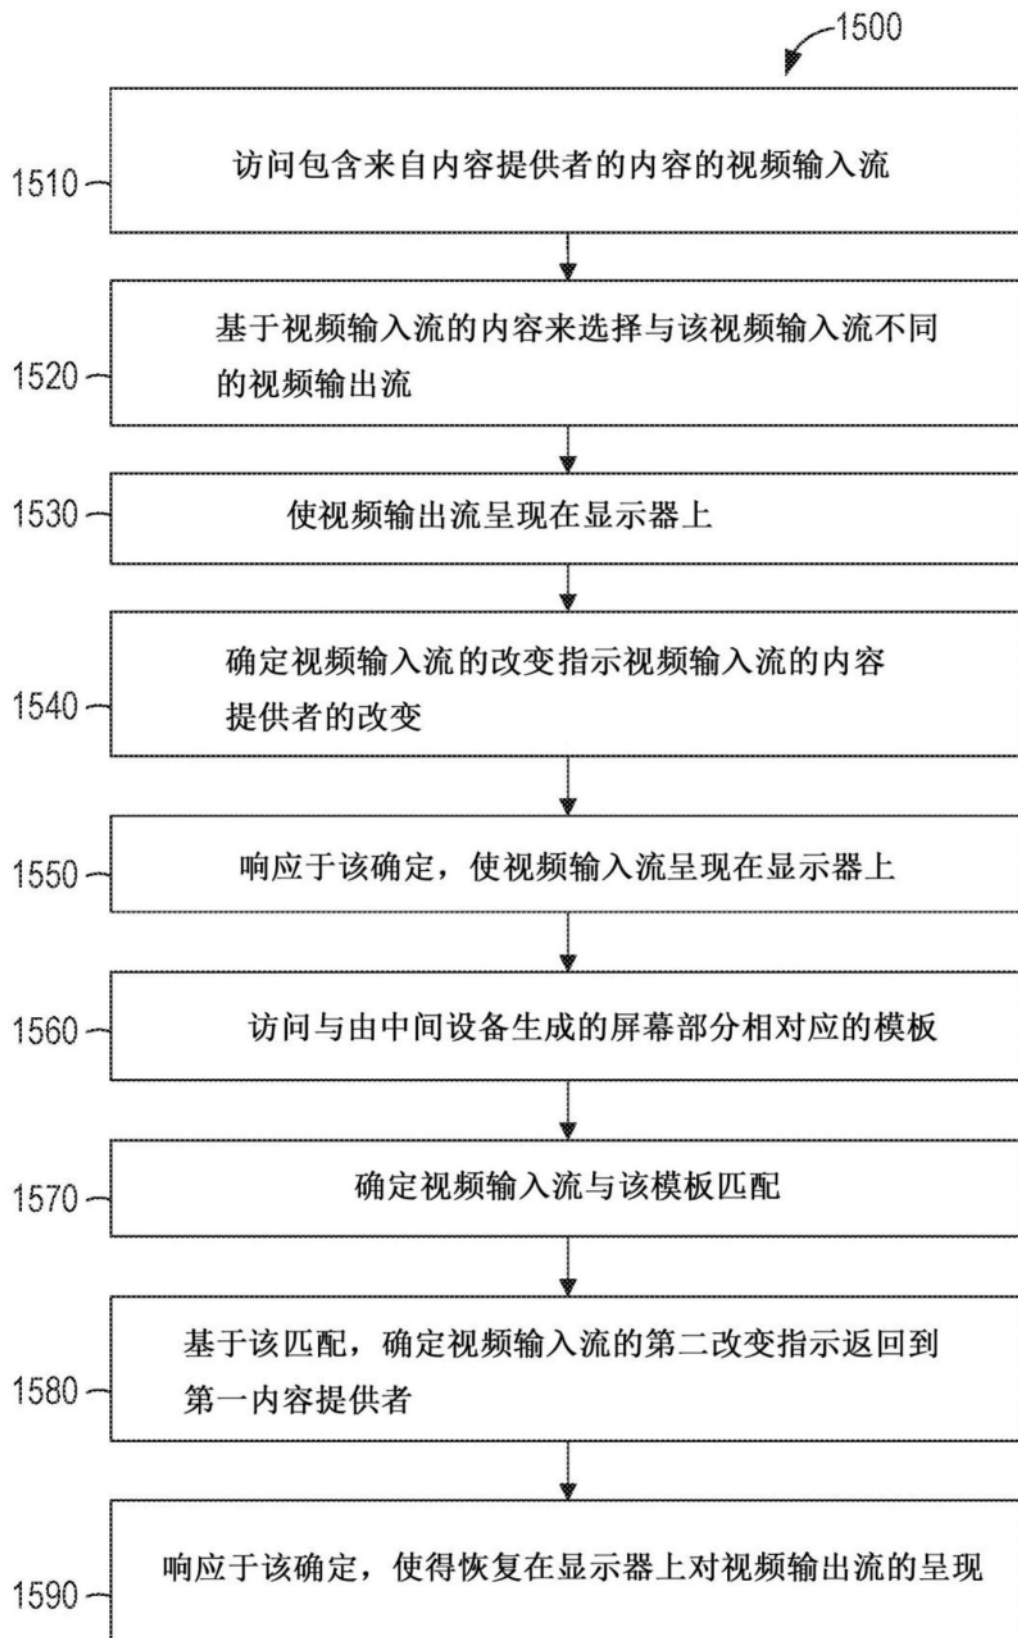 1500
1510
访问包含来自内容提供者的内容的视频输入流
1520
基于视频输入流的内容来选择与该视频输入流不同
的视频输出流
1530
使视频输出流呈现在显示器上
1540
确定视频输入流的改变指示视频输入流的内容
提供者的改变
1550
响应于该确定，使视频输入流呈现在显示器上
1560
访问与由中间设备生成的屏幕部分相对应的模板
1570
确定视频输入流与该模板匹配
1580
基于该匹配，确定视频输入流的第二改变指示返回到
第一内容提供者
1590
响应于该确定，使得恢复在显示器上对视频输出流的呈现